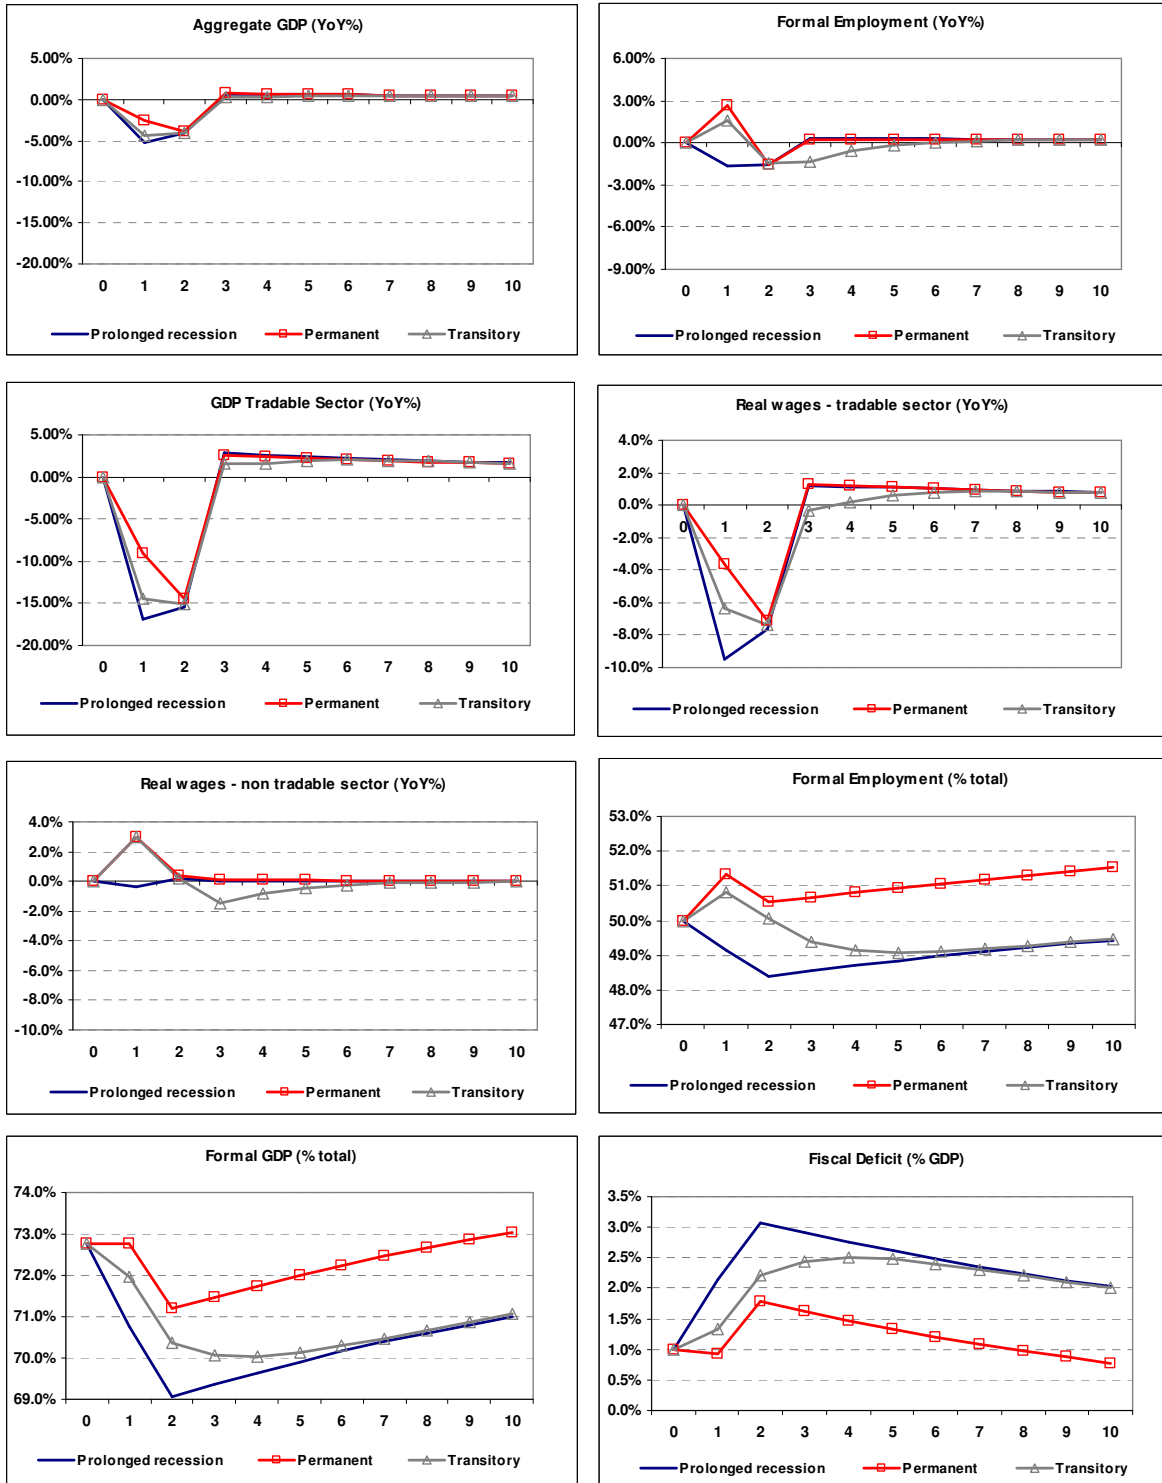 Aggregate GDP (YoY%)
5.00%
0.00%
-5.00%
-10.00%
-15.00%
-20.00%
0 1 2 3 4 5 6 7 8 9 10
Prolonged recession Permanent Transitory
Formal Employment (YoY%)
6.00%
3.00%
0.00%
-3.00%
-6.00%
-9.00%
0 1 2 3 4 5 6 7 8 9 10
Prolonged recession Permanent Transitory
GDP Tradable Sector (YoY%)
5.00%
0.00%
-5.00%
-10.00%
-15.00%
-20.00%
0 1 2 3 4 5 6 7 8 9 10
Prolonged recession Permanent Transitory
Real wages - tradable sector (YoY%)
4.0%
2.0%
0.0%
0 1 2 3 4 5 6 7 8 9 10
-2.0%
-4.0%
-6.0%
-8.0%
-10.0%
Prolonged recession Permanent Transitory
Real wages - non tradable sector (YoY%)
4.0%
2.0%
0.0%
-2.0%
-4.0%
-6.0%
-8.0%
-10.0%
0 1 2 3 4 5 6 7 8 9 10
Prolonged recession Permanent Transitory
Formal Employment (% total)
53.0%
52.0%
51.0%
50.0%
49.0%
48.0%
47.0%
0 1 2 3 4 5 6 7 8 9 10
Prolonged recession Permanent Transitory
Formal GDP (% total)
74.0%
73.0%
72.0%
71.0%
70.0%
69.0%
0 1 2 3 4 5 6 7 8 9 10
Prolonged recession Permanent Transitory
Fiscal Deficit (% GDP)
3.5%
3.0%
2.5%
2.0%
1.5%
1.0%
0.5%
0.0%
0 1 2 3 4 5 6 7 8 9 10
Prolonged recession Permanent Transitory